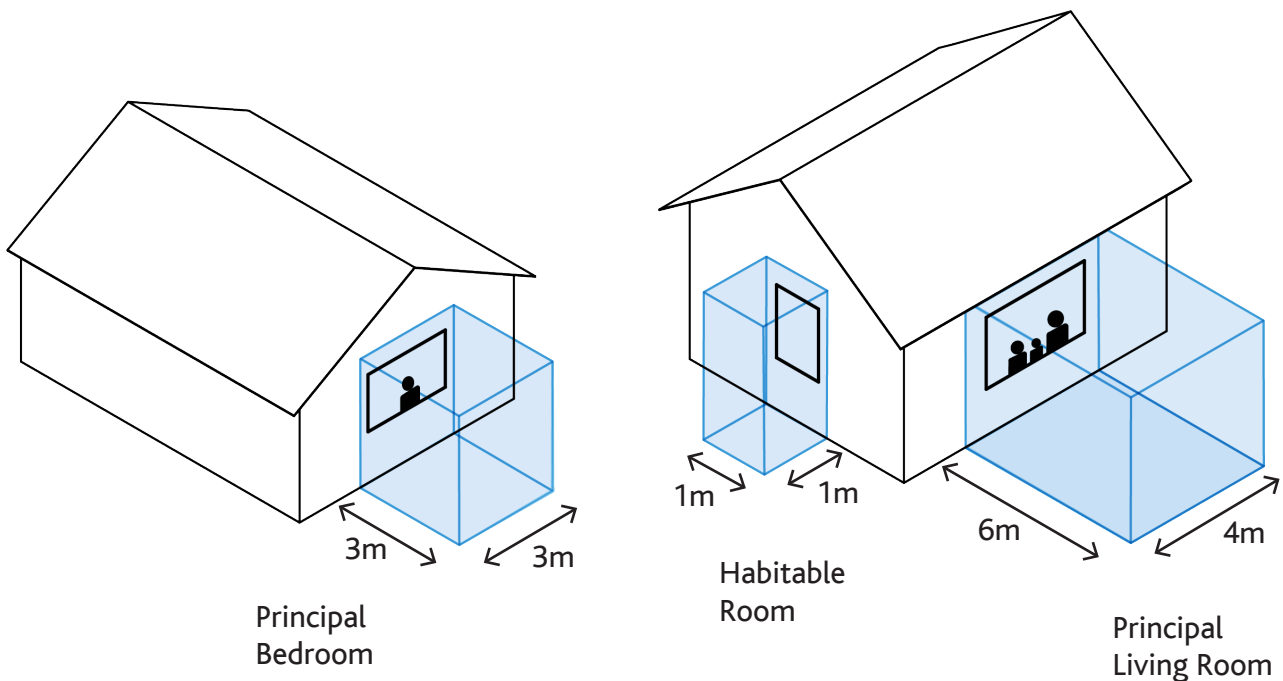 3m
3m
Principal
Bedroom
1m
1m
Habitable
Room
6m
4m
Principal
Living Room